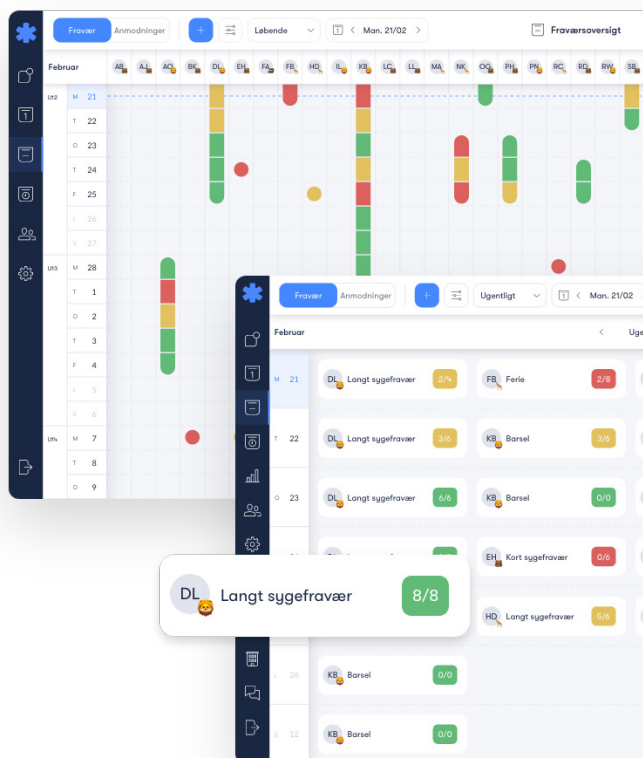 Fravær Anmodninger Løbende Man. 21/02 Fraværsoversigt
Februar AB AJ AO BK DL EH FA FB HD IL KB LC LL MA NK OG PH PN RC RD RW SB
Uf2 M 21
T 22
O 23
T 24
F 25
L 26
S 27
Uf3 M 28
T 1
O 2
T 3
F 4
L 5
S 6
Uf4 M 7
T 8
O 9
Fravær Anmodninger Ugentligt Man. 21/02
Februar
M 21 DL Langt sygefravær 2/4 FB Ferie 2/8
T 22 DL Langt sygefravær 3/6 KB Barsel 3/6
O 23 DL Langt sygefravær 6/6 KB Barsel 0/0
EH Kort sygefravær 0/6
DL Langt sygefravær 8/8
HD Langt sygefravær 5/6
L 26 KB Barsel 0/0
S 12 KB Barsel 0/0